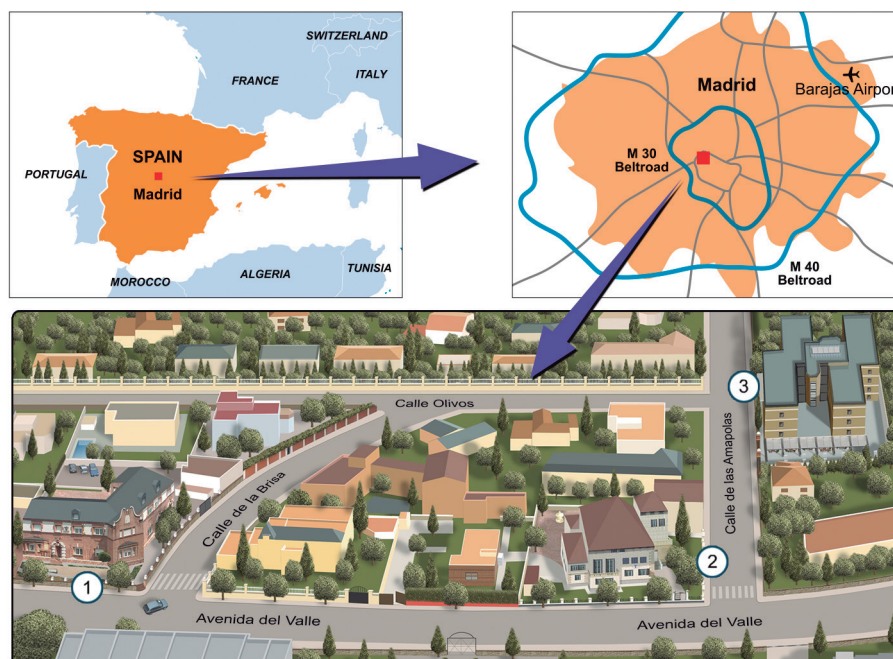 SWITZERLAND
FRANCE
ITALY
SPAIN
PORTUGAL
Madrid
MOROCCO
ALGERIA
TUNISIA
Madrid
Barajas Airport
M 30
Beltroad
M 40
Beltroad
Calle Olivos
3
Calle de la Brisa
Calle de las Amapolas
1
2
Avenida del Valle
Avenida del Valle